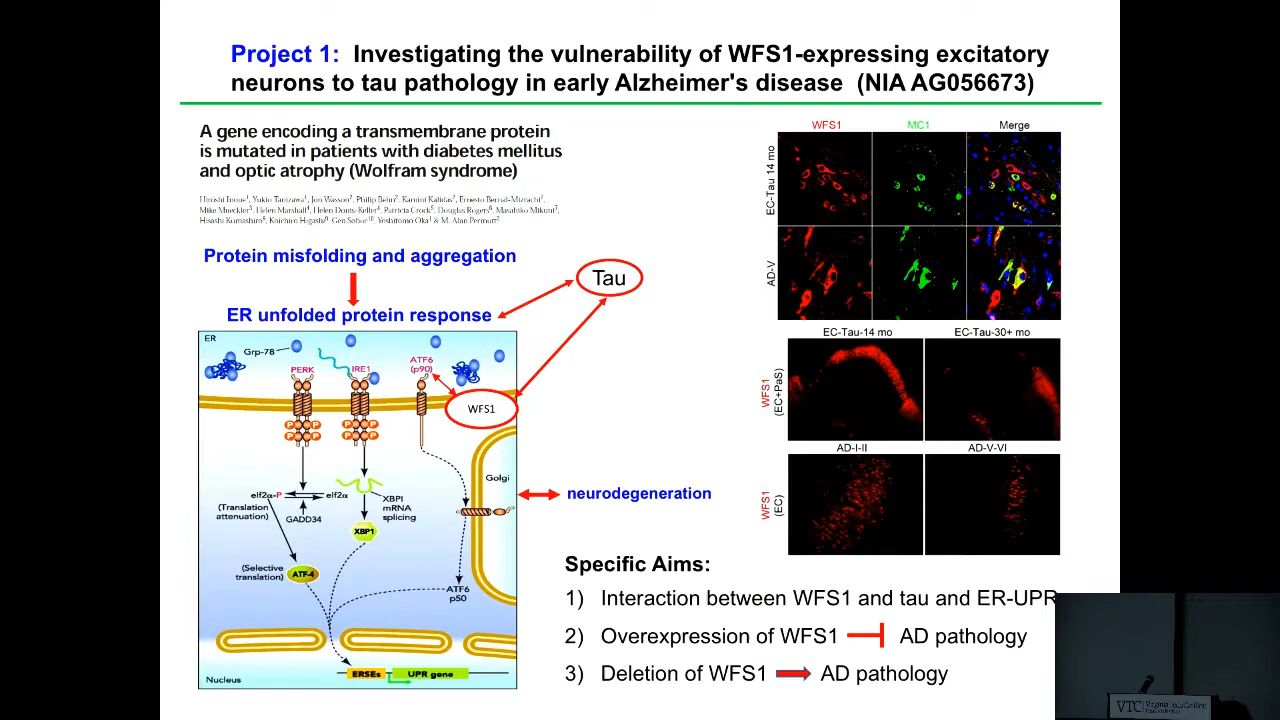 Project 1: Investigating the vulnerability of WFS1-expressing excitatory
neurons to tau pathology in early Alzheimer's disease (NIA AG056673)
A gene encoding a transmembrane protein
is mutated in patients with diabetes mellitus
and optic atrophy (Wolfram syndrome)
Protein misfolding and aggregation
ER unfolded protein response
Tau
ER
Grp-78
PERK
IRE1
ATF6
(p90)
WFS1
P P
P P
P P
P P
Golgi
elf2α-P
elf2α
(Translation
attenuation)
GADD34
XBPI
mRNA
splicing
XBP1
(Selective
translation)
ATF-4
ATF6
p50
ERSEs
UPR gene
Nucleus
neurodegeneration
WFS1 MC1 Merge
EC-Tau 14 mo
AD-V
EC-Tau-14 mo EC-Tau-30+ mo
WFS1
(EC+PaS)
AD-I-II AD-V-VI
WFS1
(EC)
Specific Aims:
1) Interaction between WFS1 and tau and ER-UPR
2) Overexpression of WFS1 AD pathology
3) Deletion of WFS1 AD pathology
VTC